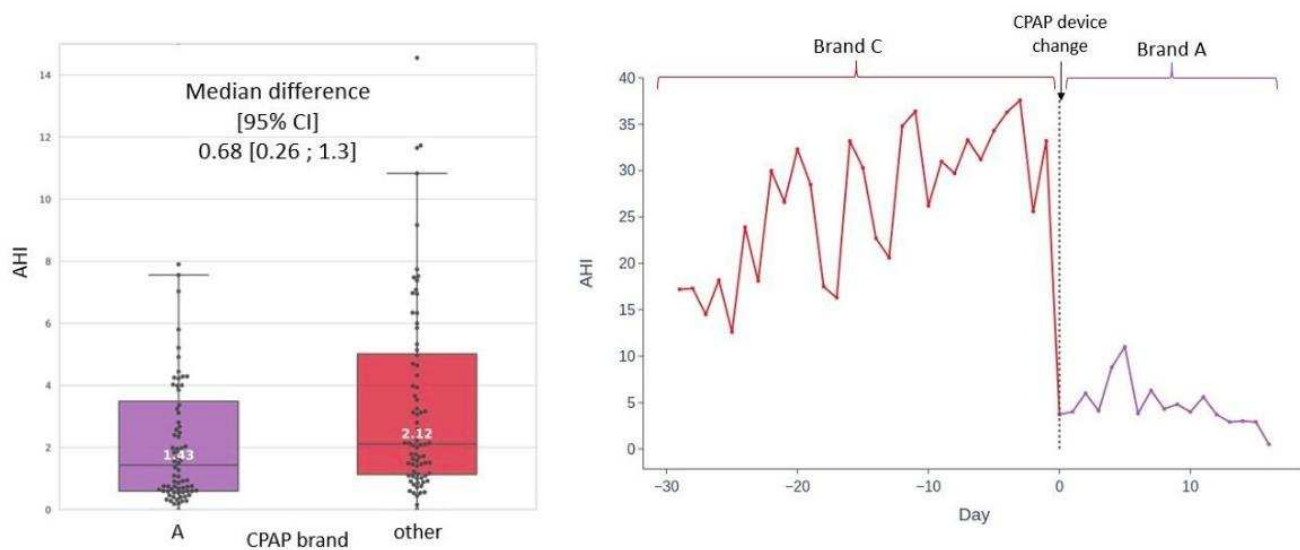 Median difference
[95% CI]
0.68 [0.26 ; 1.3]
14
12
10
8
6
4
2
0
AHI
1.43
2.12
A
other
CPAP brand
CPAP device
change
Brand C
Brand A
40
35
30
25
20
15
10
5
0
AHI
−30
−20
−10
0
10
Day